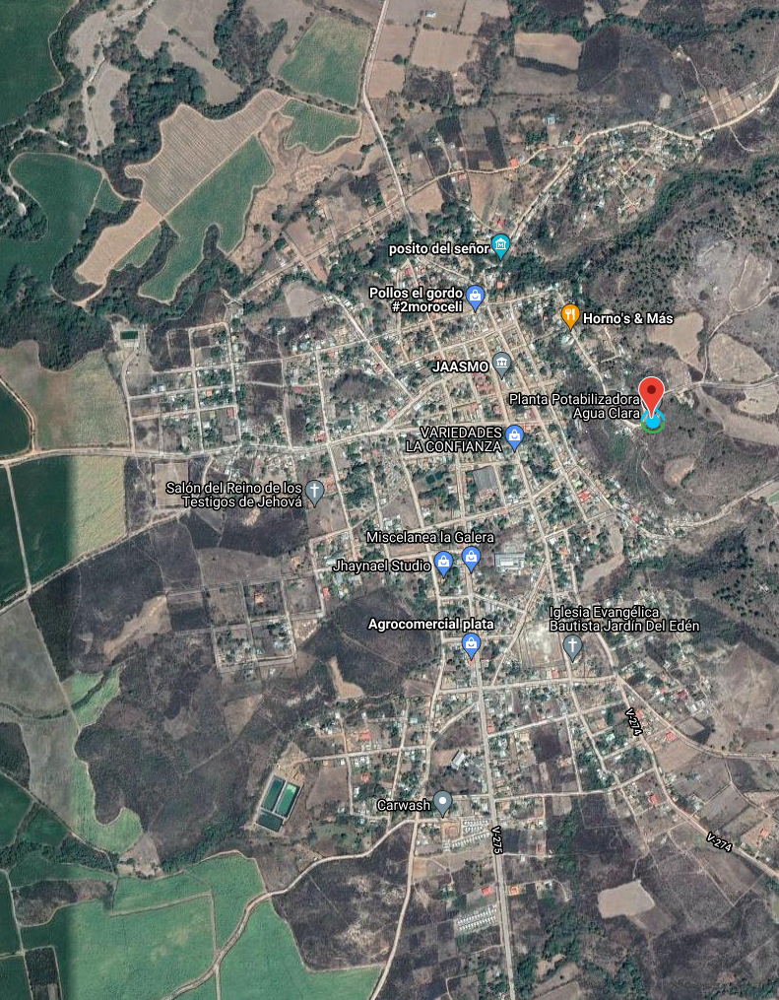 posito del señor
Pollos el gordo
#2moroceli
Horno's & Más
JAASMO
Planta Potabilizadora
Agua Clara
VARIEDADES
LA CONFIANZA
Salón del Reino de los
Testigos de Jehová
Miscelanea la Galera
Jhaynael Studio
Iglesia Evangélica
Bautista Jardín Del Edén
Agrocomercial plata
V-274
Carwash
V-275
V-274